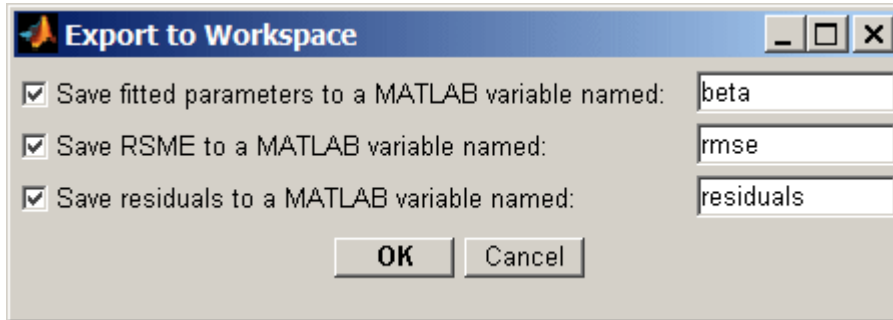 Export to Workspace
Save fitted parameters to a MATLAB variable named: beta
Save RSME to a MATLAB variable named: rmse
Save residuals to a MATLAB variable named: residuals
OK Cancel